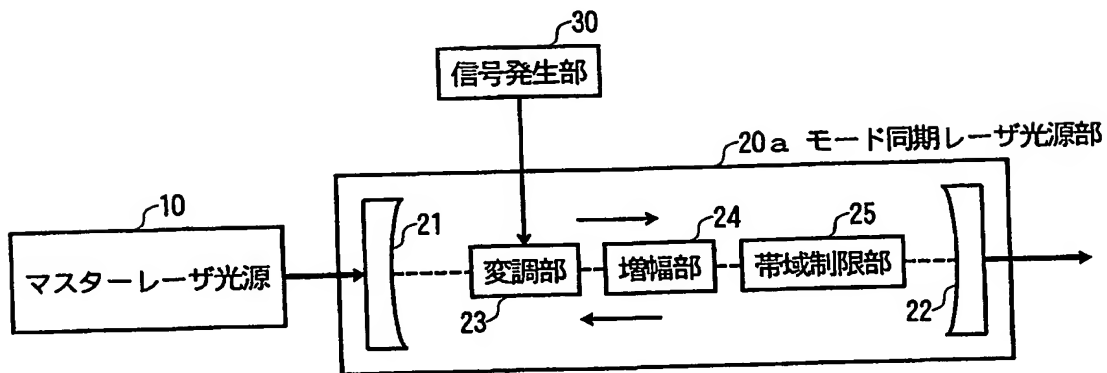 30
信号発生部
20a モード同期レーザ光源部
10
マスターレーザ光源
21
変調部
23
24
増幅部
25
帯域制限部
22